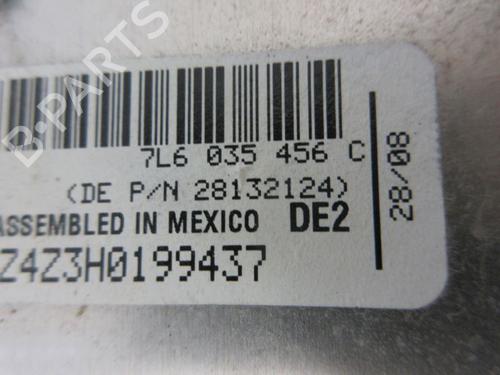 B-PARTS
7L6 035 456 C
(DE P/N 28132124)
ASSEMBLED IN MEXICO DE2
Z4Z3H0199437
28/08